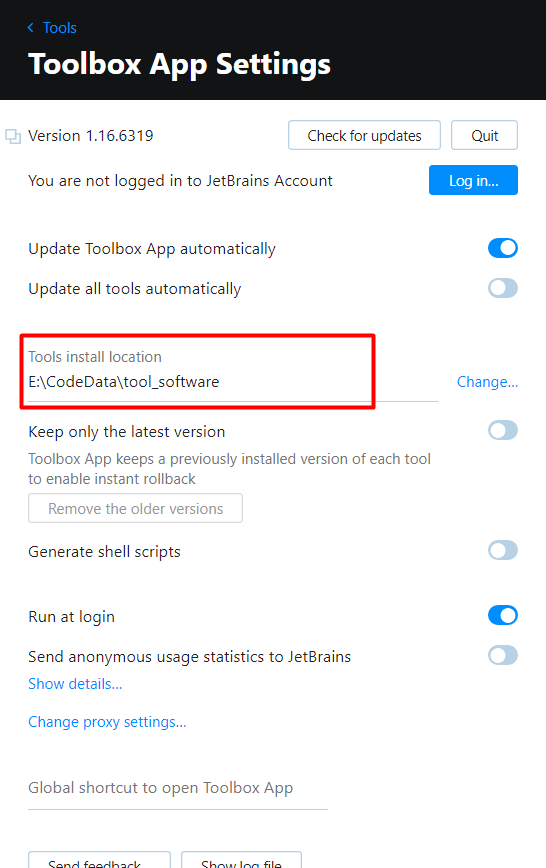 Tools
Toolbox App Settings
Version 1.16.6319
Check for updates
Quit
You are not logged in to JetBrains Account
Log in...
Update Toolbox App automatically
Update all tools automatically
Tools install location
E:\CodeData\tool_software
Change...
Keep only the latest version
Toolbox App keeps a previously installed version of each tool
to enable instant rollback
Remove the older versions
Generate shell scripts
Run at login
Send anonymous usage statistics to JetBrains
Show details...
Change proxy settings...
Global shortcut to open Toolbox App
Send feedback
Show log file